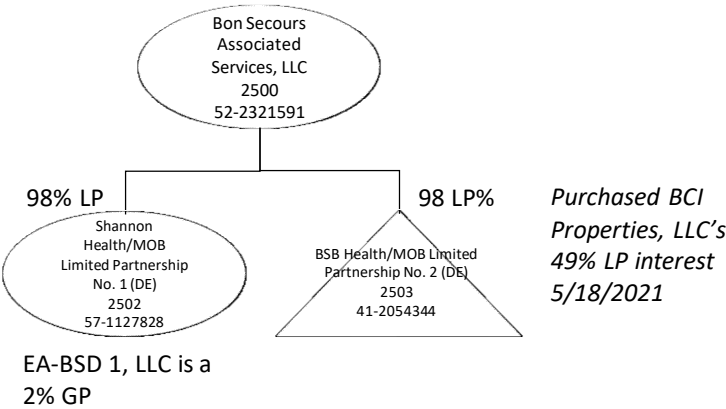 Bon Secours
Associated
Services, LLC
2500
52-2321591
98% LP
98 LP%
Shannon
Health/MOB
Limited Partnership
No. 1 (DE)
2502
57-1127828
BSB Health/MOB Limited
Partnership No. 2 (DE)
2503
41-2054344
Purchased BCI
Properties, LLC’s
49% LP interest
5/18/2021
EA-BSD 1, LLC is a
2% GP